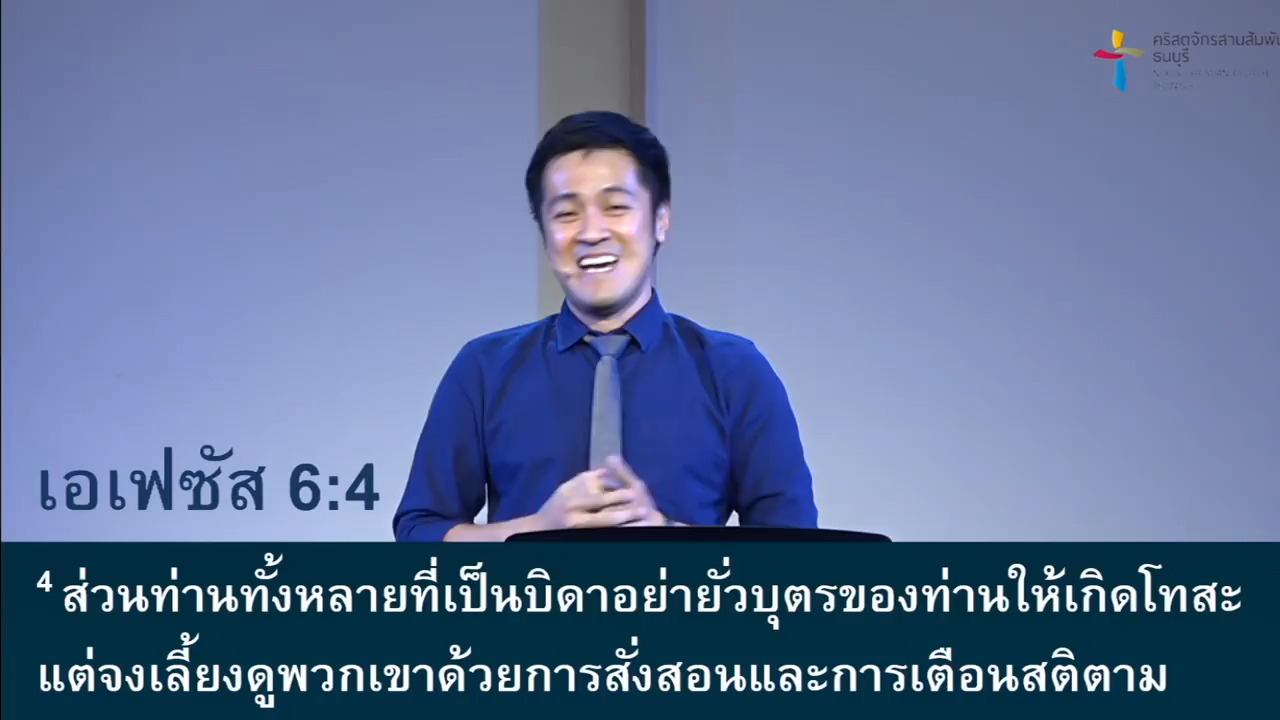 คริสตจักรสานสัมพัน
ธนบุรี
เอเฟซัส 6:4
4 ส่วนท่านทั้งหลายที่เป็นบิดาอย่ายั่วบุตรของท่านให้เกิดโทสะ
แต่จงเลี้ยงดูพวกเขาด้วยการสั่งสอนและการเตือนสติตาม